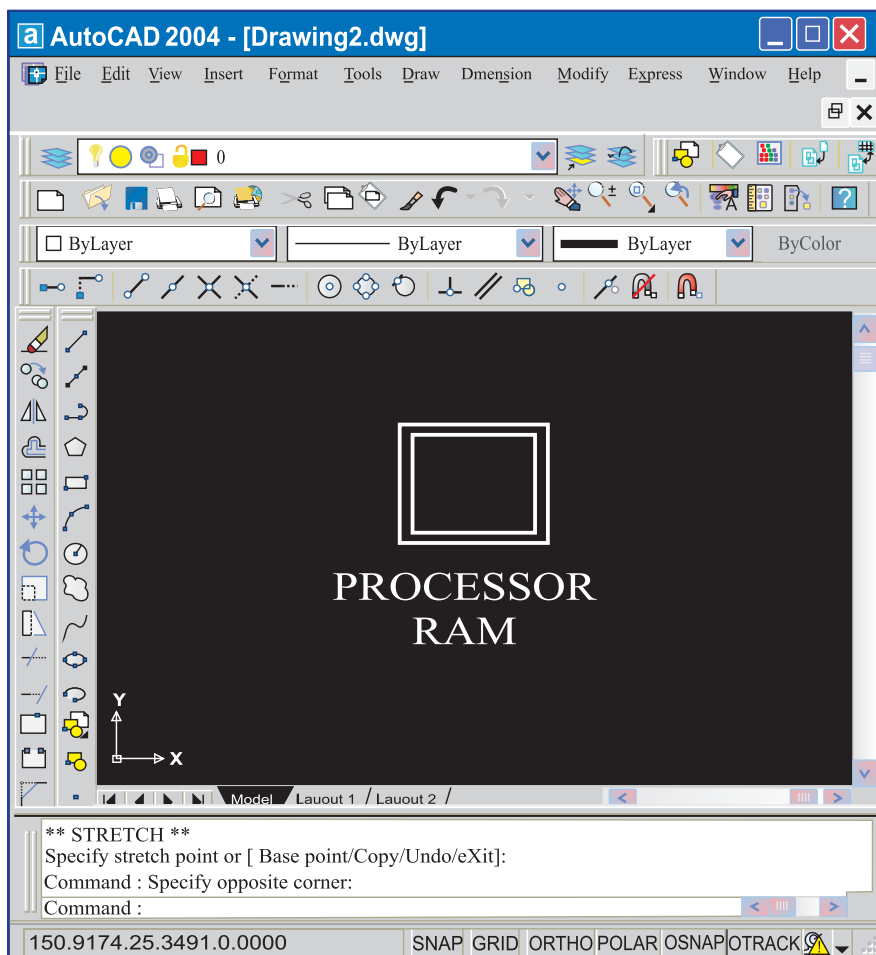 a AutoCAD 2004 - [Drawing2.dwg]
File Edit View Insert Format Tools Draw Dmension Modify Express Window Help
0
ByLayer ByLayer ByLayer ByColor
PROCESSOR
RAM
Y
X
Model Lauout 1 / Lauout 2 /
** STRETCH **
Specify stretch point or [ Base point/Copy/Undo/eXit]:
Command : Specify opposite corner:
Command :
150.9174.25.3491.0.0000 SNAP GRID ORTHO POLAR OSNAP OTRACK